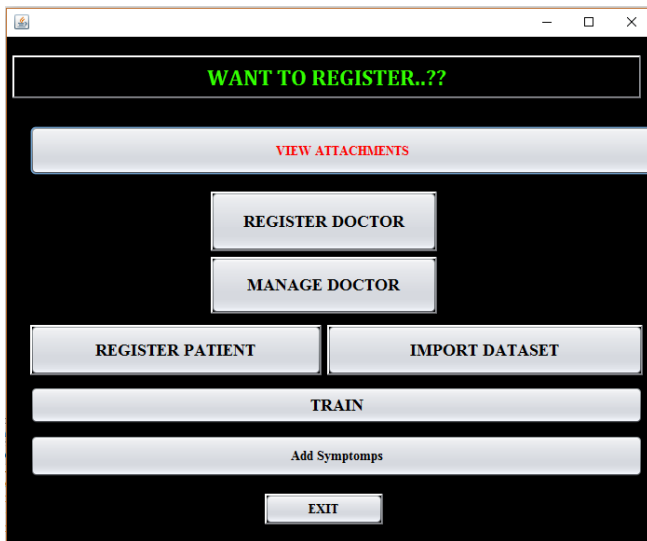 WANT TO REGISTER..??
VIEW ATTACHMENTS
REGISTER DOCTOR
MANAGE DOCTOR
REGISTER PATIENT
IMPORT DATASET
TRAIN
Add Symptomps
EXIT